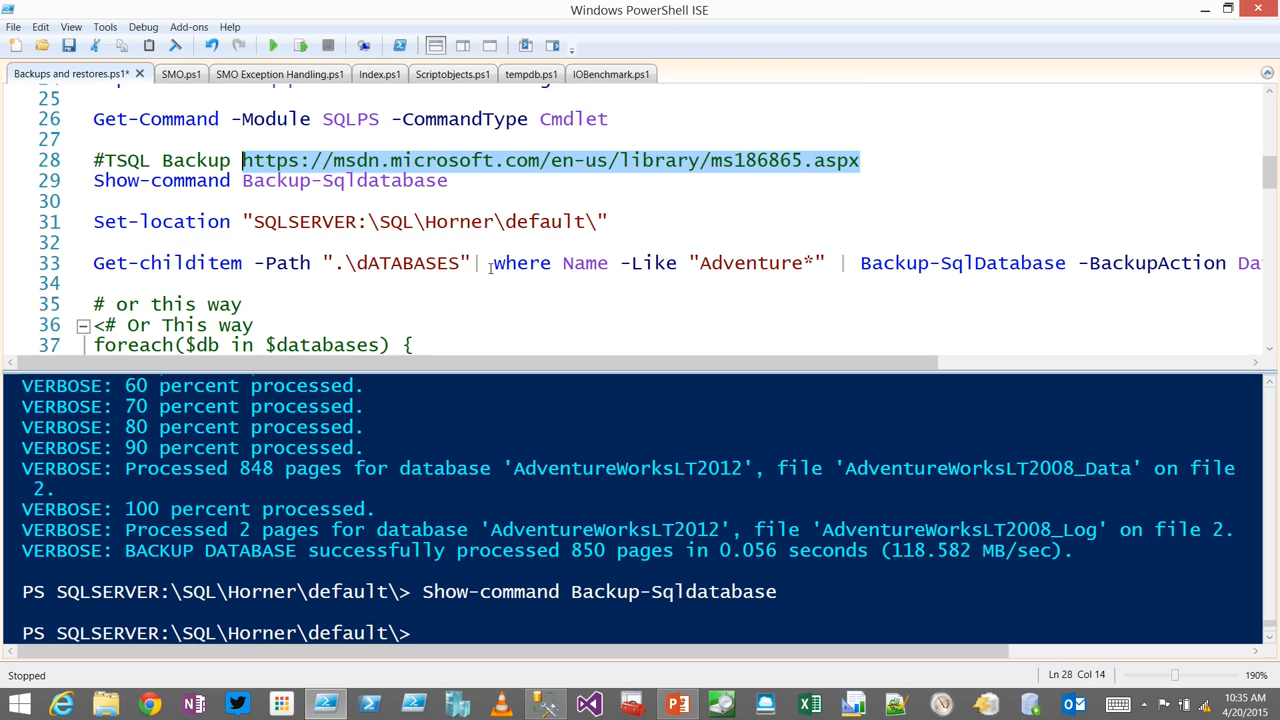 Windows PowerShell ISE
File Edit View Tools Debug Add-ons Help
Backups and restores.ps1* SMO.ps1 SMO Exception Handling.ps1 Index.ps1 Scriptobjects.ps1 tempdb.ps1 IOBenchmark.ps1
25
26 Get-Command -Module SQLPS -CommandType Cmdlet
27
28 #TSQL Backup https://msdn.microsoft.com/en-us/library/ms186865.aspx
29 Show-command Backup-Sqldatabase
30
31 Set-location "SQLSERVER:\SQL\Horner\default\"
32
33 Get-childitem -Path ".\dATABASES"| where Name -Like "Adventure*" | Backup-SqlDatabase -BackupAction Da
34
35 # or this way
36 <# Or This way
37 foreach($db in $databases) {
VERBOSE: 60 percent processed.
VERBOSE: 70 percent processed.
VERBOSE: 80 percent processed.
VERBOSE: 90 percent processed.
VERBOSE: Processed 848 pages for database 'AdventureWorksLT2012', file 'AdventureWorksLT2008_Data' on file
2.
VERBOSE: 100 percent processed.
VERBOSE: Processed 2 pages for database 'AdventureWorksLT2012', file 'AdventureWorksLT2008_Log' on file 2.
VERBOSE: BACKUP DATABASE successfully processed 850 pages in 0.056 seconds (118.582 MB/sec).
PS SQLSERVER:\SQL\Horner\default\> Show-command Backup-Sqldatabase
PS SQLSERVER:\SQL\Horner\default\>
Stopped Ln 28 Col 14 190%
10:35 AM
4/20/2015